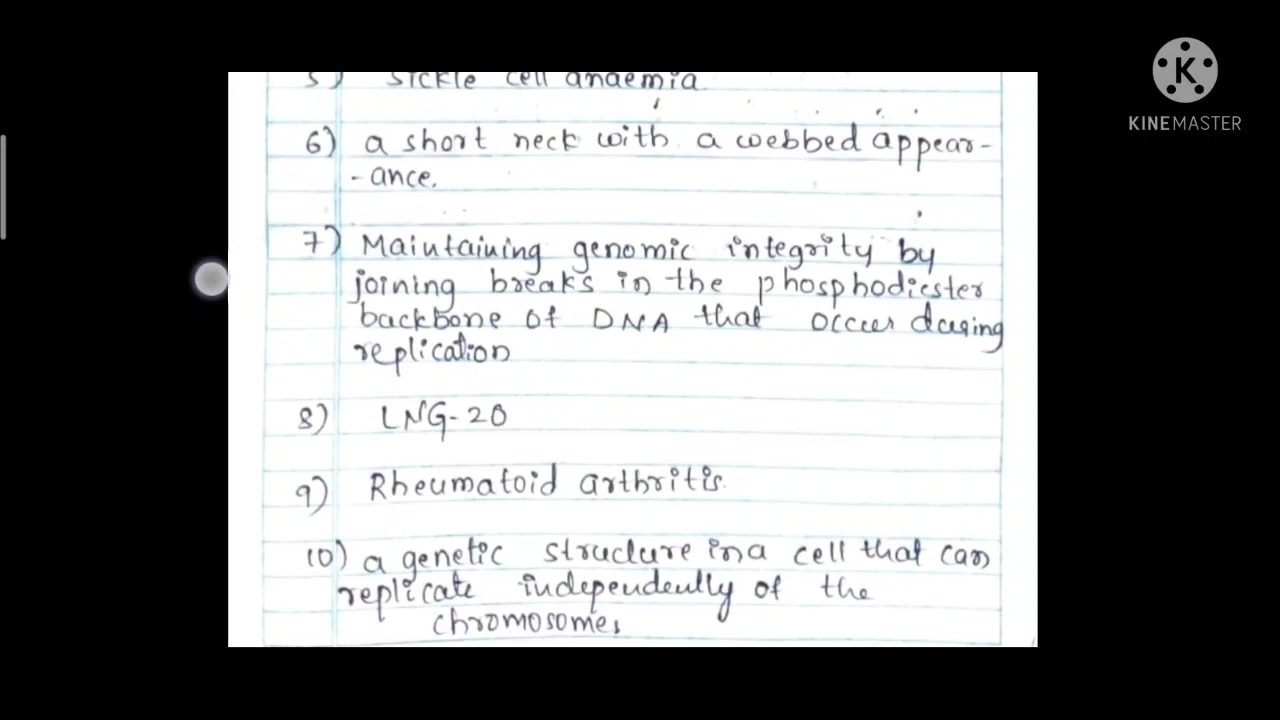 5) Sickle cell anaemia
6) a short neck with a webbed appear-
-ance.
7) Maintaining genomic integrity by
joining breaks in the phosphodiester
backbone of DNA that occur during
replication
8) LNG-20
9) Rheumatoid arthritis.
10) a genetic structure in a cell that can
replicate independently of the
chromosomes
K
KINEMASTER